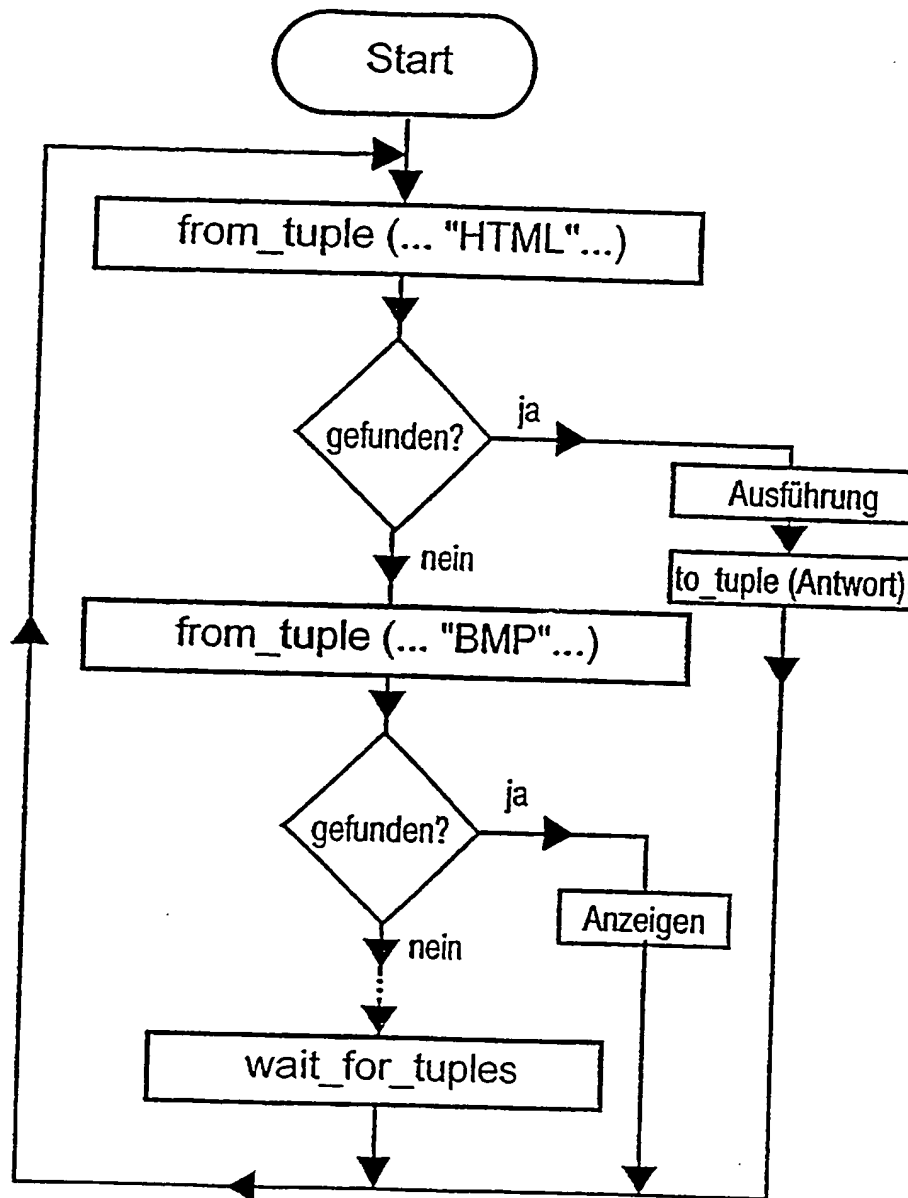 Start
from_tuple (... "HTML"...)
gefunden?
ja
Ausführung
nein
to_tuple (Antwort)
from_tuple (... "BMP"...)
gefunden?
ja
Anzeigen
nein
wait_for_tuples